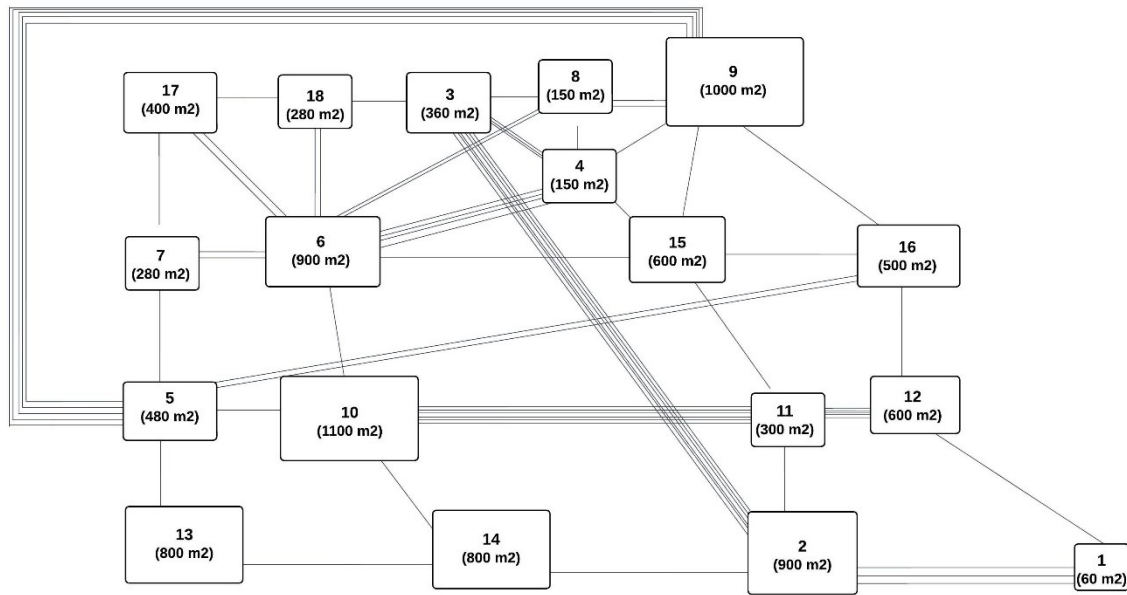 17
(400 m2)
18
(280 m2)
3
(360 m2)
8
(150 m2)
9
(1000 m2)
4
(150 m2)
7
(280 m2)
6
(900 m2)
15
(600 m2)
16
(500 m2)
5
(480 m2)
10
(1100 m2)
11
(300 m2)
12
(600 m2)
13
(800 m2)
14
(800 m2)
2
(900 m2)
1
(60 m2)